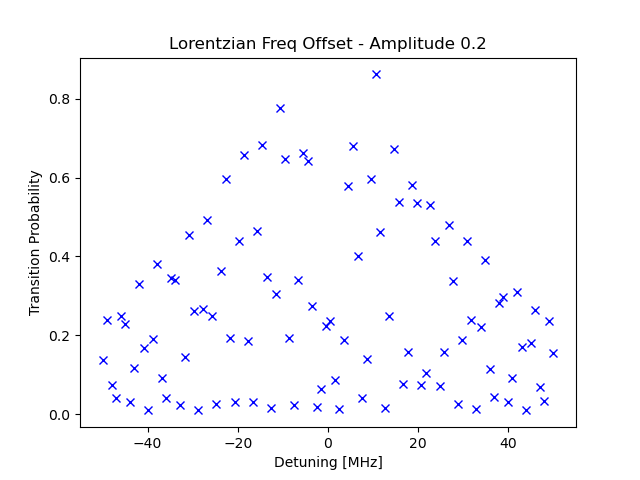 Lorentzian Freq Offset - Amplitude 0.2
Transition Probability
0.8
0.6
0.4
0.2
0.0
−40 −20 0 20 40
Detuning [MHz]